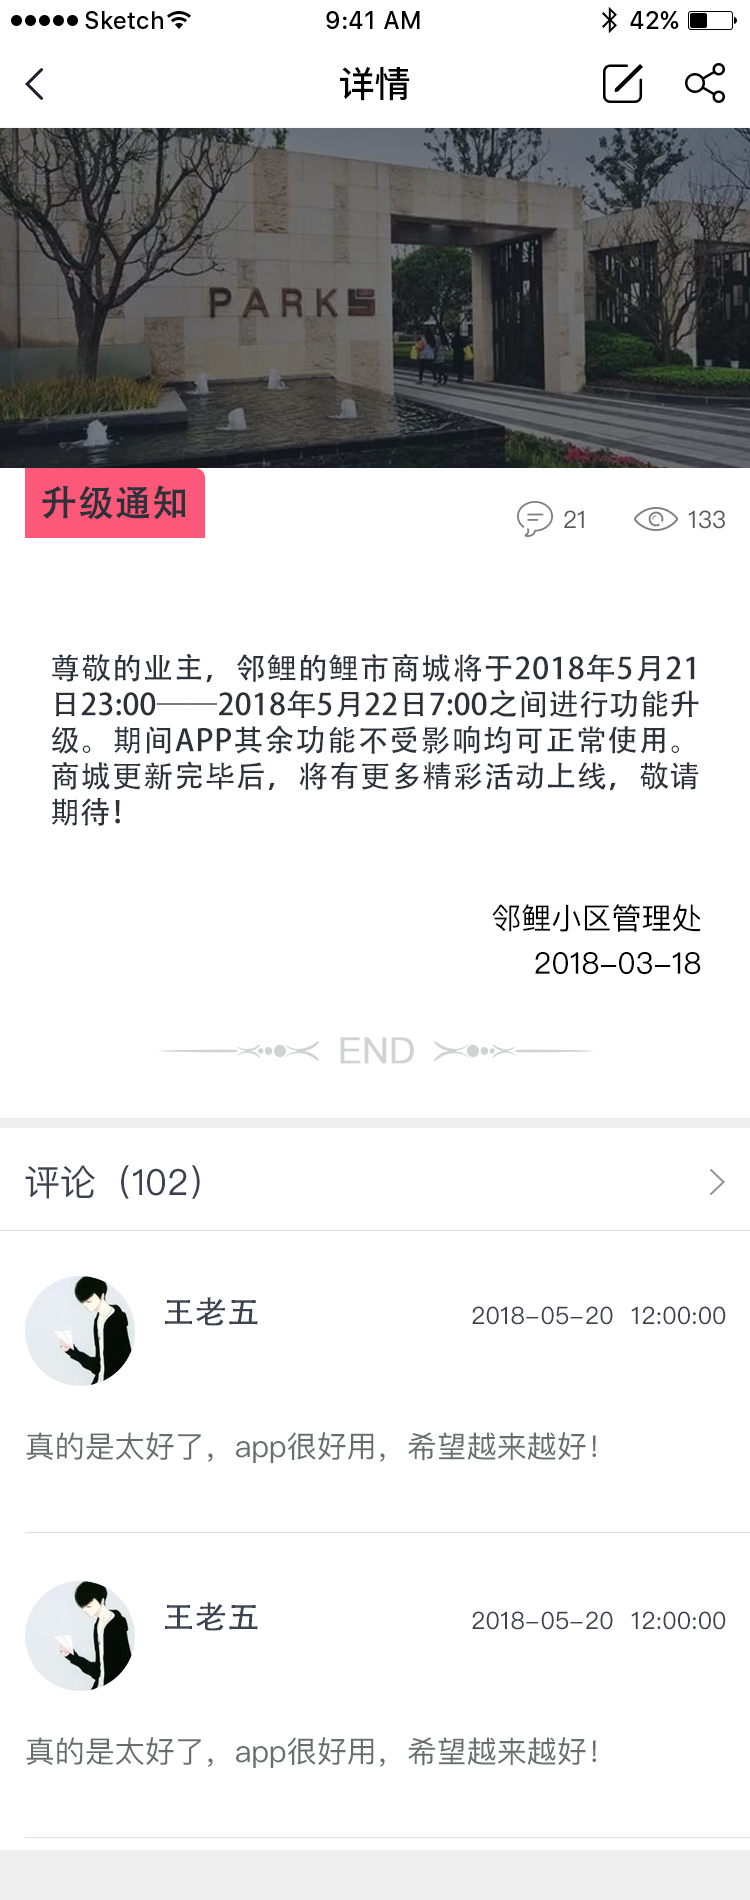 Sketch 9:41 AM 42%
详情
PARK
升级通知
21 133
尊敬的业主，邻鲤的鲤市商城将于2018年5月21
日23:00——2018年5月22日7:00之间进行功能升
级。期间APP其余功能不受影响均可正常使用。
商城更新完毕后，将有更多精彩活动上线，敬请
期待！
邻鲤小区管理处
2018-03-18
END
评论（102）
王老五 2018-05-20 12:00:00
真的是太好了，app很好用，希望越来越好！
王老五 2018-05-20 12:00:00
真的是太好了，app很好用，希望越来越好！